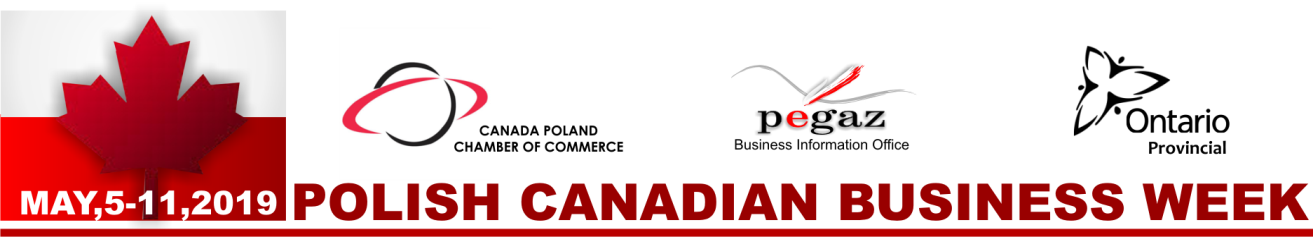 CANADA POLAND
CHAMBER OF COMMERCE
pegaz
Business Information Office
Ontario
Provincial
MAY,5-11,2019
POLISH CANADIAN BUSINESS WEEK